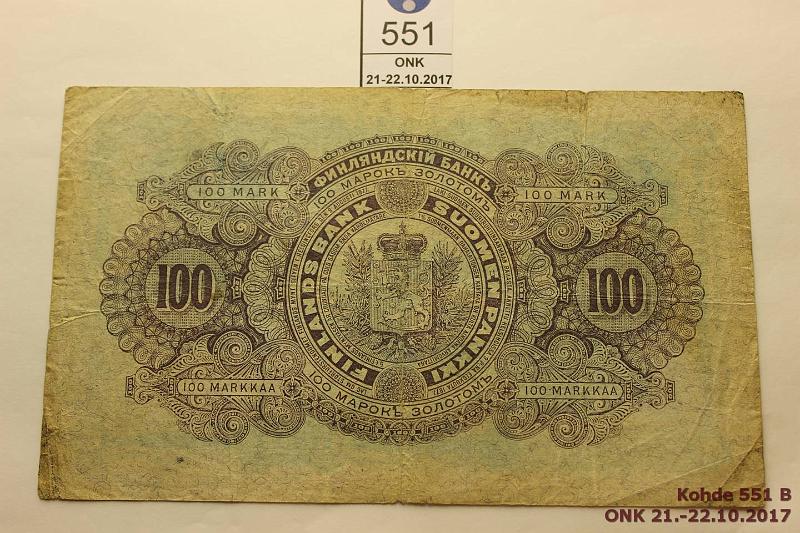 551
ONK
21-22.10.2017
ФИНЛЯНДСКІЙ БАНКЪ
100 МАРОКЪ ЗОЛОТОМЪ
100 MARK
100 MARK
FINLANDS BANK
SUOMEN PANKKI
100
100
100 MARKKAA
100 MARKKAA
100 МАРОКЪ ЗОЛОТОМЪ
Kohde 551 B
ONK 21.-22.10.2017